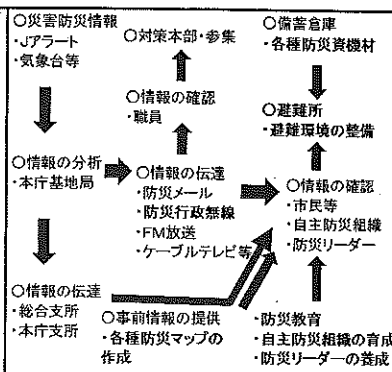 ○災害防災情報
・Jアラート
・気象台等
○情報の分析
・本庁基地局
○情報の伝達
・総合支所
・本庁支所
○対策本部・参集
○情報の確認
・職員
○情報の伝達
・防災メール
・防災行政無線
・FM放送
・ケーブルテレビ等
○事前情報の提供
・各種防災マップの
作成
○備蓄倉庫
・各種防災資機材
○避難所
・避難環境の整備
○情報の確認
・市民等
・自主防災組織
・防災リーダー
・防災教育
・自主防災組織の育成
・防災リーダーの養成